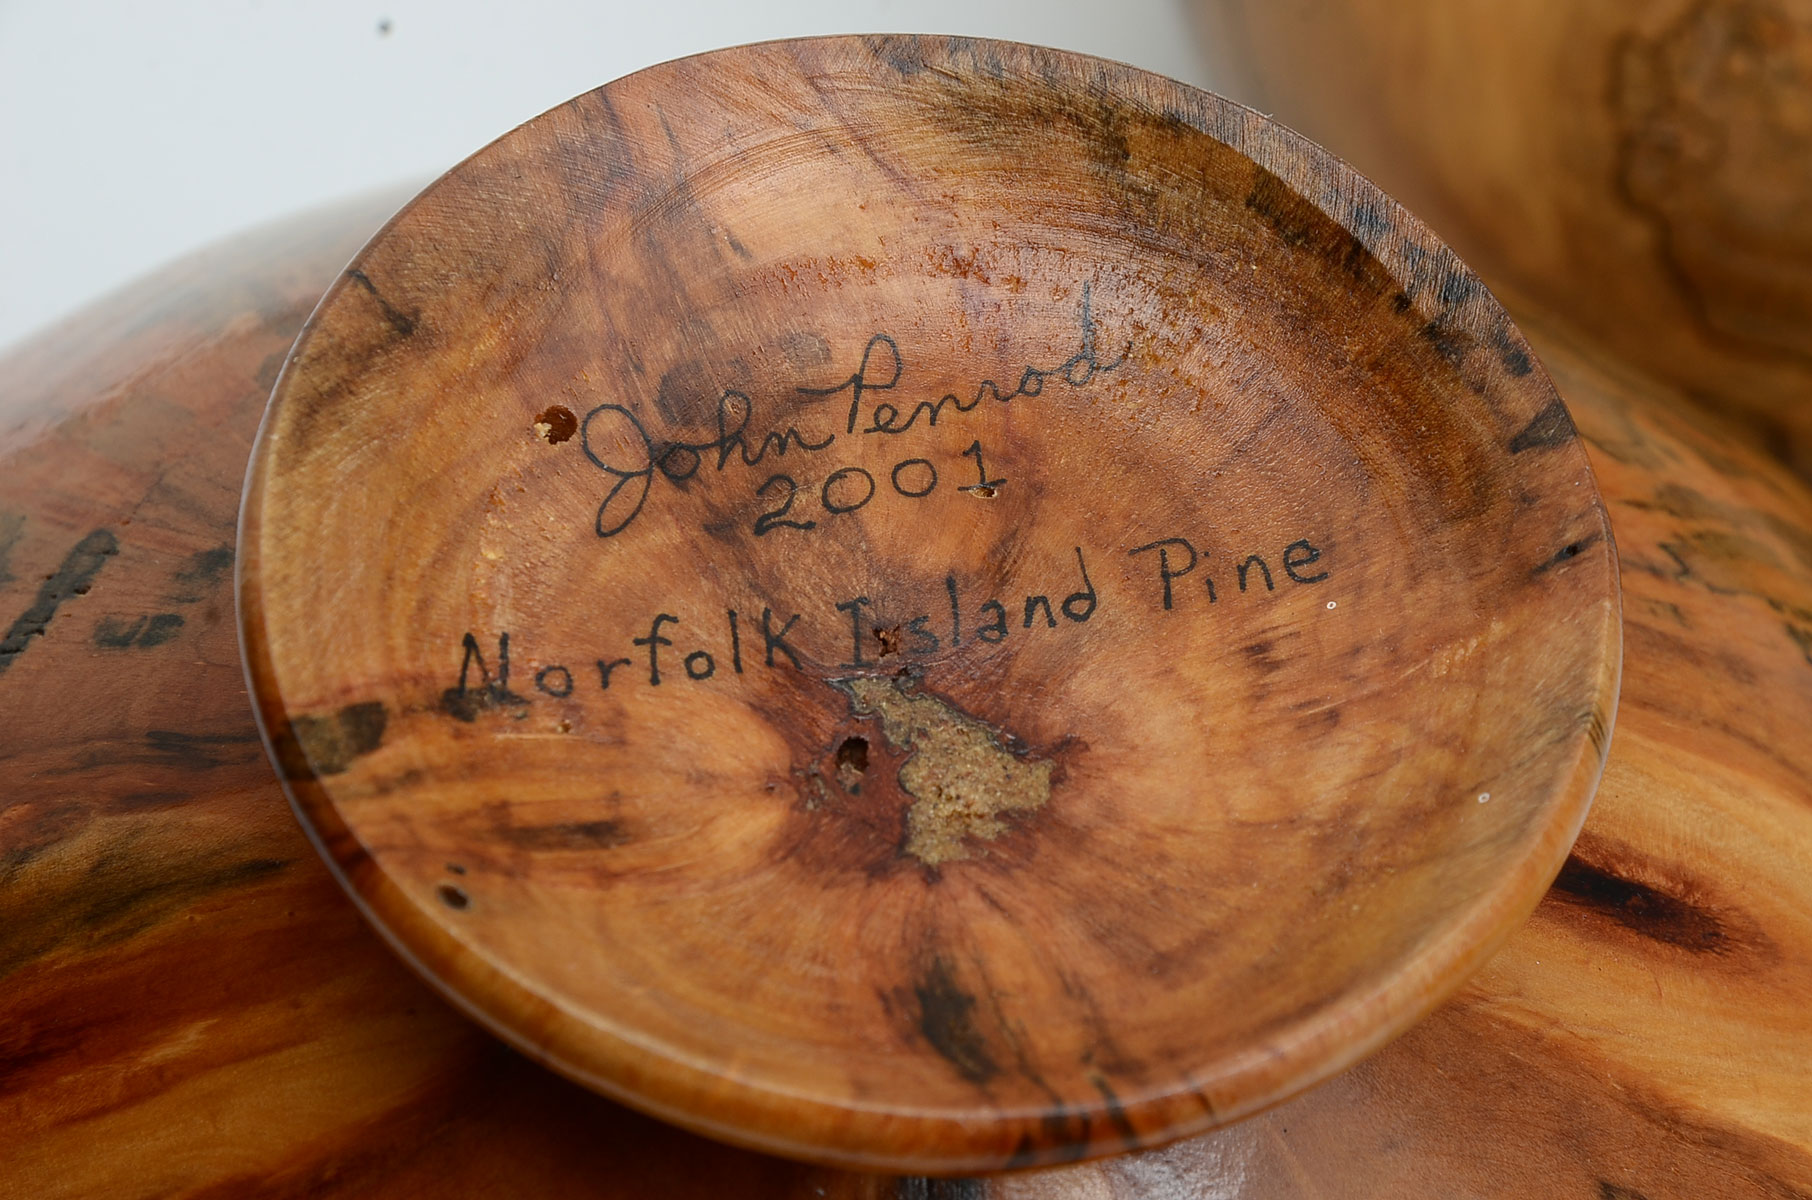 John Penrod
2001
Norfolk Island Pine